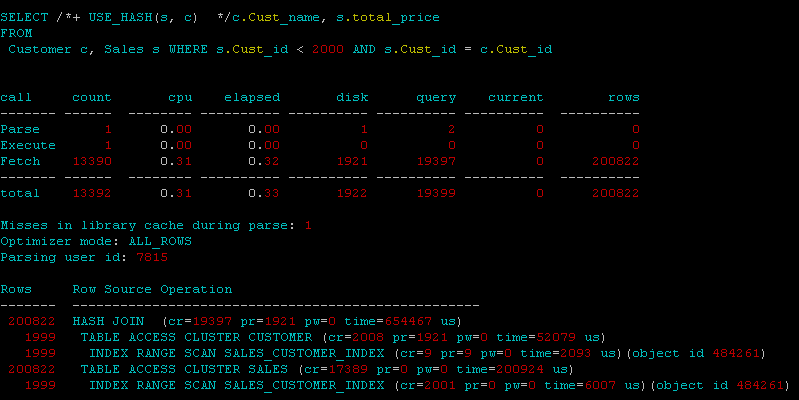 SELECT /*+ USE_HASH(s, c)  */c.Cust_name, s.total_price
FROM
 Customer c, Sales s WHERE s.Cust_id < 2000 AND s.Cust_id = c.Cust_id
call     count       cpu    elapsed       disk      query    current        rows
------- ------  -------- ---------- ---------- ---------- ----------  ----------
Parse        1      0.00       0.00          1          2          0           0
Execute      1      0.00       0.00          0          0          0           0
Fetch    13390      0.31       0.32       1921      19397          0      200822
------- ------  -------- ---------- ---------- ---------- ----------  ----------
total    13392      0.31       0.33       1922      19399          0      200822
Misses in library cache during parse: 1
Optimizer mode: ALL_ROWS
Parsing user id: 7815
Rows     Row Source Operation
-------  ---------------------------------------------------
 200822  HASH JOIN  (cr=19397 pr=1921 pw=0 time=654467 us)
   1999   TABLE ACCESS CLUSTER CUSTOMER (cr=2008 pr=1921 pw=0 time=52079 us)
   1999    INDEX RANGE SCAN SALES_CUSTOMER_INDEX (cr=9 pr=9 pw=0 time=2093 us)(object id 484261)
 200822   TABLE ACCESS CLUSTER SALES (cr=17389 pr=0 pw=0 time=200924 us)
   1999    INDEX RANGE SCAN SALES_CUSTOMER_INDEX (cr=2001 pr=0 pw=0 time=6007 us)(object id 484261)